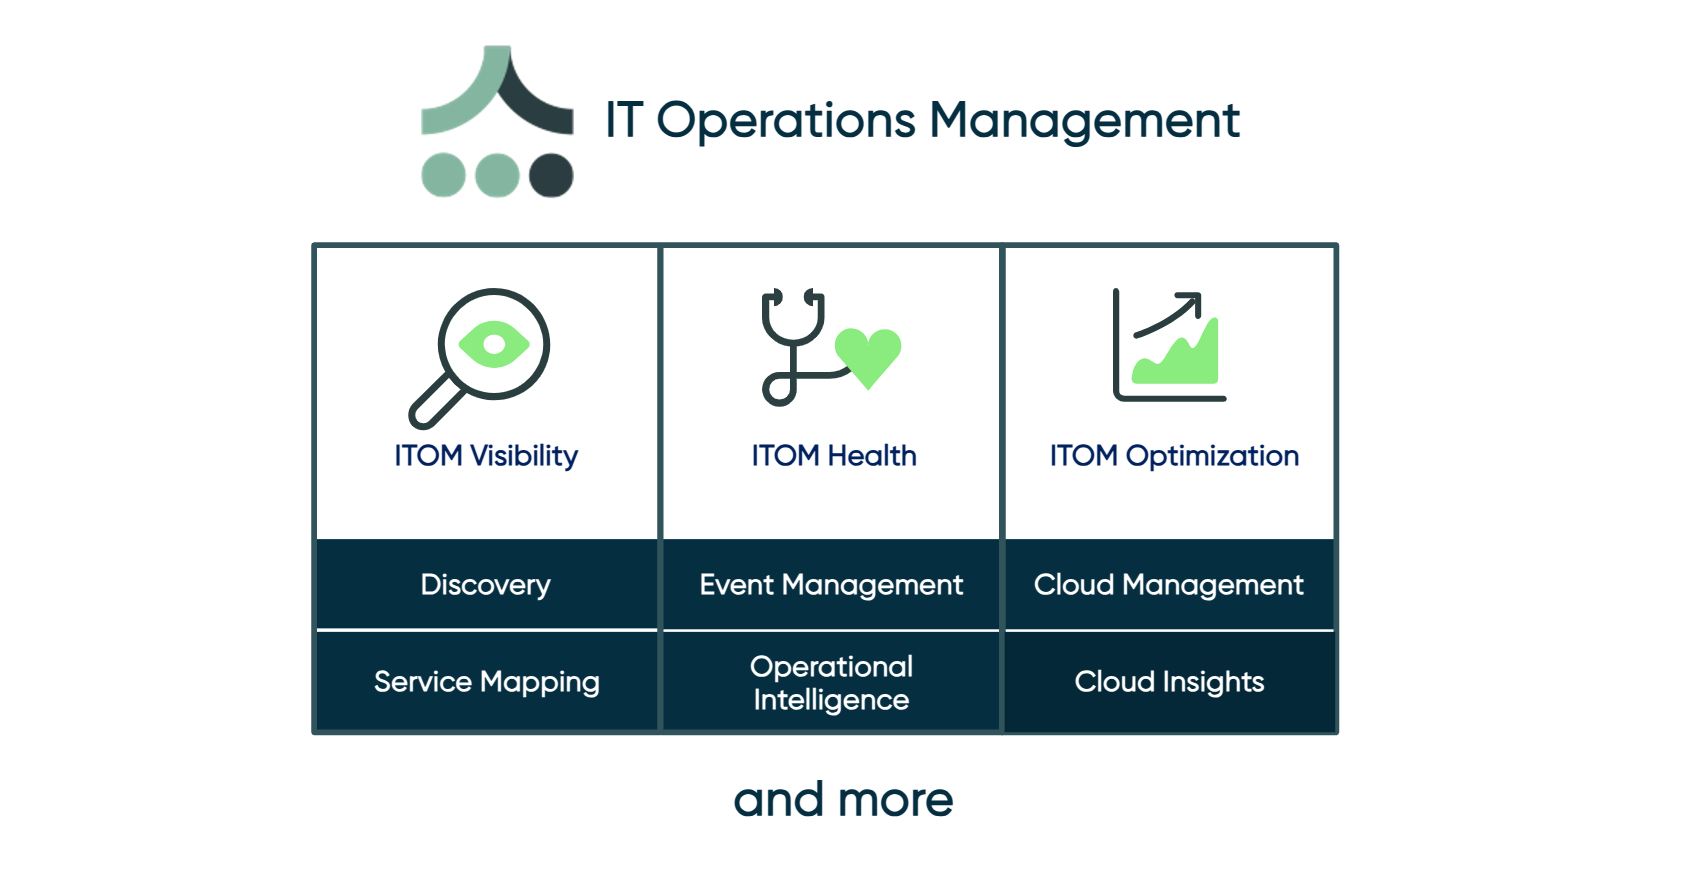 IT Operations Management
ITOM Visibility
ITOM Health
ITOM Optimization
Discovery
Event Management
Cloud Management
Service Mapping
Operational
Intelligence
Cloud Insights
and more